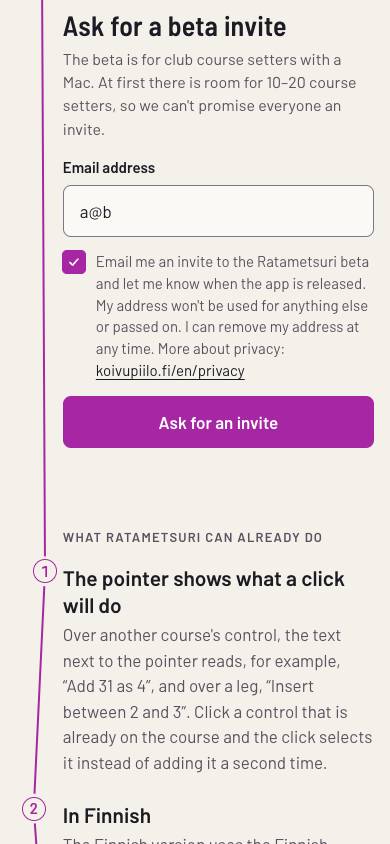 Ask for a beta invite
The beta is for club course setters with a
Mac. At first there is room for 10–20 course
setters, so we can't promise everyone an
invite.
Email address
a@b
Email me an invite to the Ratametsuri beta
and let me know when the app is released.
My address won't be used for anything else
or passed on. I can remove my address at
any time. More about privacy:
koivupiilo.fi/en/privacy
Ask for an invite
WHAT RATAMETSURI CAN ALREADY DO
1
The pointer shows what a click
will do
Over another course's control, the text
next to the pointer reads, for example,
“Add 31 as 4”, and over a leg, “Insert
between 2 and 3”. Click a control that is
already on the course and the click selects
it instead of adding it a second time.
2
In Finnish
The Finnish version uses the Finnish